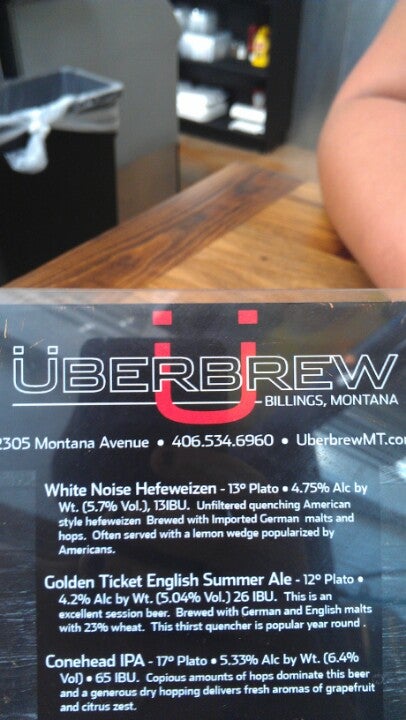 ÜBERBREW
BILLINGS, MONTANA
2305 Montana Avenue • 406.534.6960 • UberbrewMT.com
White Noise Hefeweizen - 13º Plato • 4.75% Alc by
Wt. (5.7% Vol.), 13IBU. Unfiltered quenching American
style hefeweizen Brewed with Imported German malts and
hops. Often served with a lemon wedge popularized by
Americans.
Golden Ticket English Summer Ale - 12º Plato •
4.2% Alc by Wt. (5.04% Vol.) 26 IBU. This is an
excellent session beer. Brewed with German and English malts
with 23% wheat. This thirst quencher is popular year round .
Conehead IPA - 17º Plato • 5.33% Alc by Wt. (6.4%
Vol) • 65 IBU. Copious amounts of hops dominate this beer
and a generous dry hopping delivers fresh aromas of grapefruit
and citrus zest.